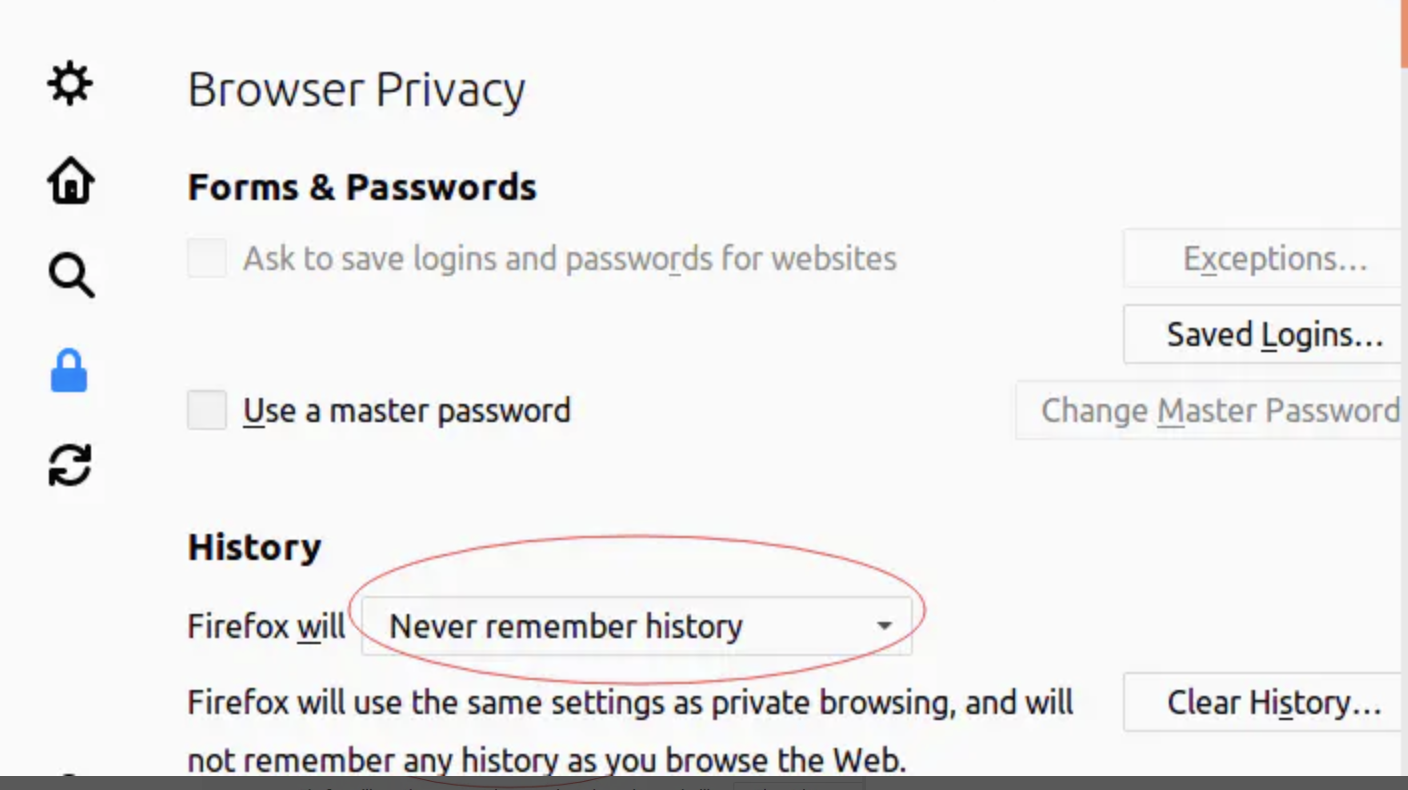 Browser Privacy
Forms & Passwords
Ask to save logins and passwords for websites
Exceptions...
Saved Logins...
Use a master password
Change Master Password
History
Firefox will Never remember history
Firefox will use the same settings as private browsing, and will
Clear History...
not remember any history as you browse the Web.